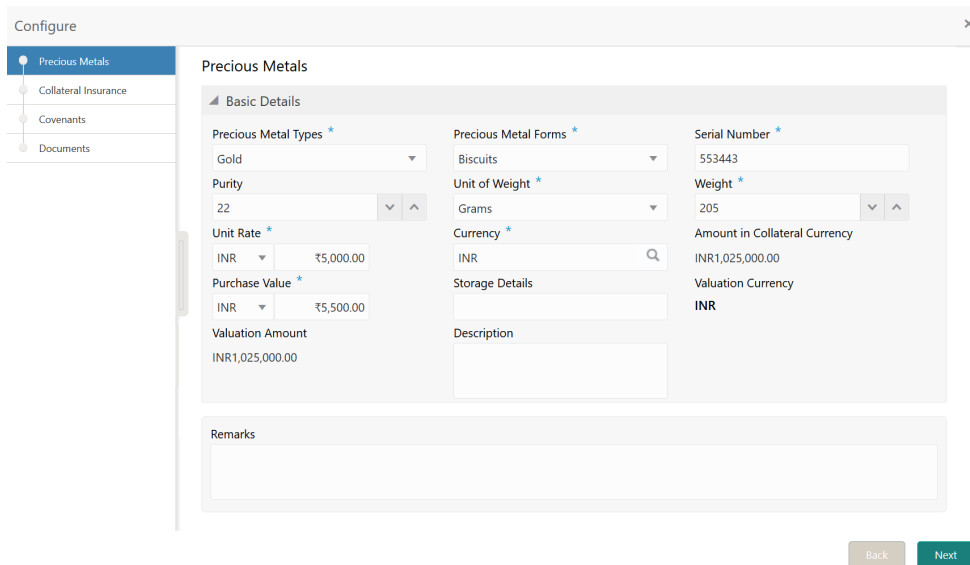 Configure
×
Precious Metals
Collateral Insurance
Covenants
Documents
Precious Metals
Basic Details
Precious Metal Types * Precious Metal Forms * Serial Number *
Gold Biscuits 553443
Purity Unit of Weight * Weight *
22 Grams 205
Unit Rate * Currency * Amount in Collateral Currency
INR ₹5,000.00 INR INR1,025,000.00
Purchase Value * Storage Details Valuation Currency
INR ₹5,500.00 INR
Valuation Amount Description
INR1,025,000.00
Remarks
Back Next